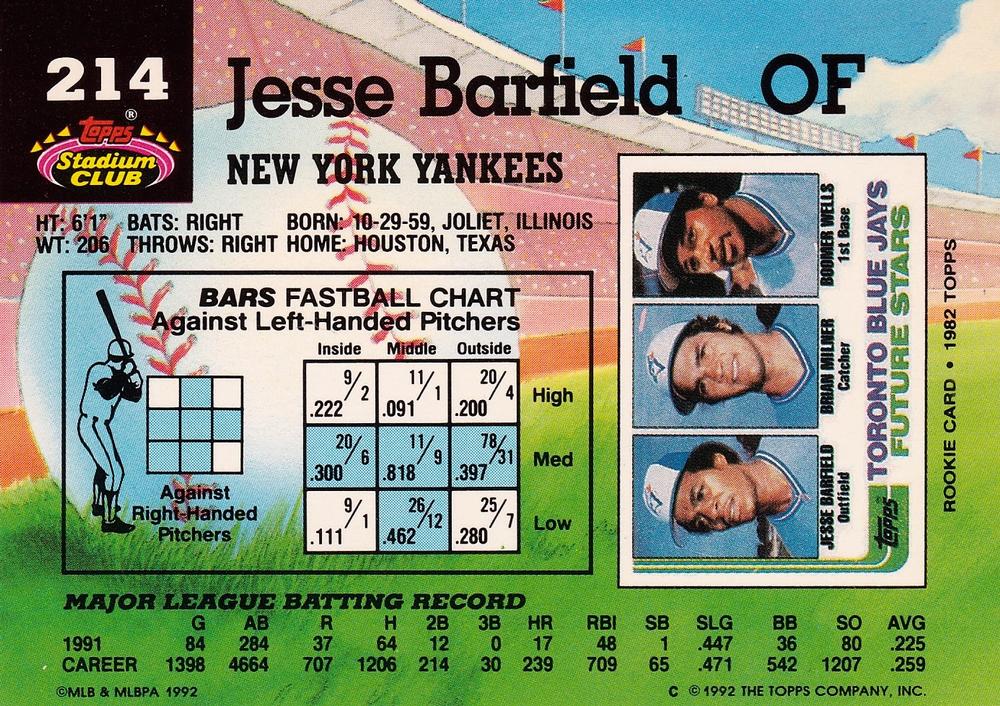 214
Topps®
Stadium
CLUB
Jesse Barfield OF
NEW YORK YANKEES
HT: 6'1" BATS: RIGHT BORN: 10-29-59, JOLIET, ILLINOIS
WT: 206 THROWS: RIGHT HOME: HOUSTON, TEXAS
BARS FASTBALL CHART
Against Left-Handed Pitchers
Inside Middle Outside
9/2 .222 11/1 .091 20/4 .200 High
20/6 .300 11/9 .818 78/31 .397 Med
9/1 .111 26/12 .462 25/7 .280 Low
Against
Right-Handed
Pitchers
BOOMER WELLS
1st Base
BRIAN MILNER
Catcher
JESSE BARFIELD
Outfield
TORONTO BLUE JAYS
FUTURE STARS
Topps
ROOKIE CARD • 1982 TOPPS
MAJOR LEAGUE BATTING RECORD
G AB R H 2B 3B HR RBI SB SLG BB SO AVG
1991 84 284 37 64 12 0 17 48 1 .447 36 80 .225
CAREER 1398 4664 707 1206 214 30 239 709 65 .471 542 1207 .259
©MLB & MLBPA 1992
C ©1992 THE TOPPS COMPANY, INC.